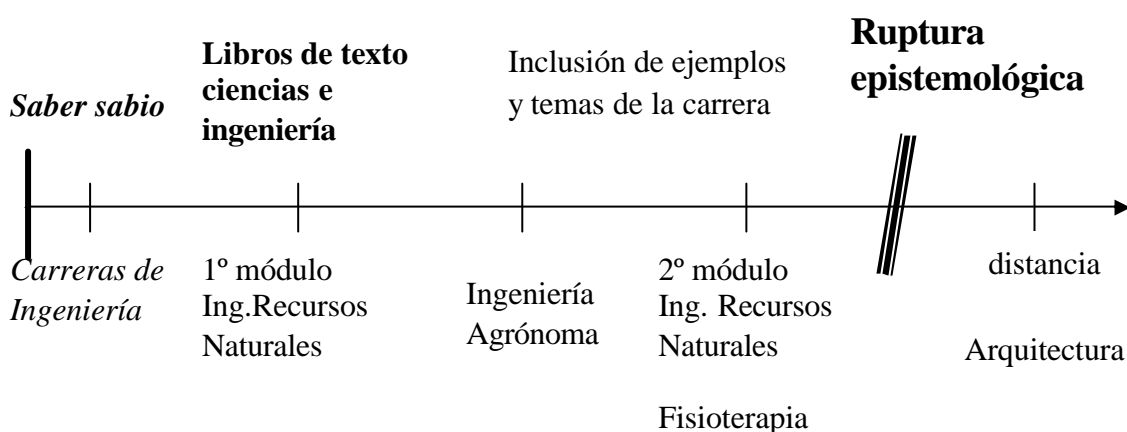 Saber sabio
Libros de texto
ciencias e
ingeniería
Inclusión de ejemplos
y temas de la carrera
Ruptura
epistemológica
Carreras de
Ingeniería
1º módulo
Ing.Recursos
Naturales
Ingeniería
Agrónoma
2º módulo
Ing. Recursos
Naturales
Fisioterapia
distancia
Arquitectura